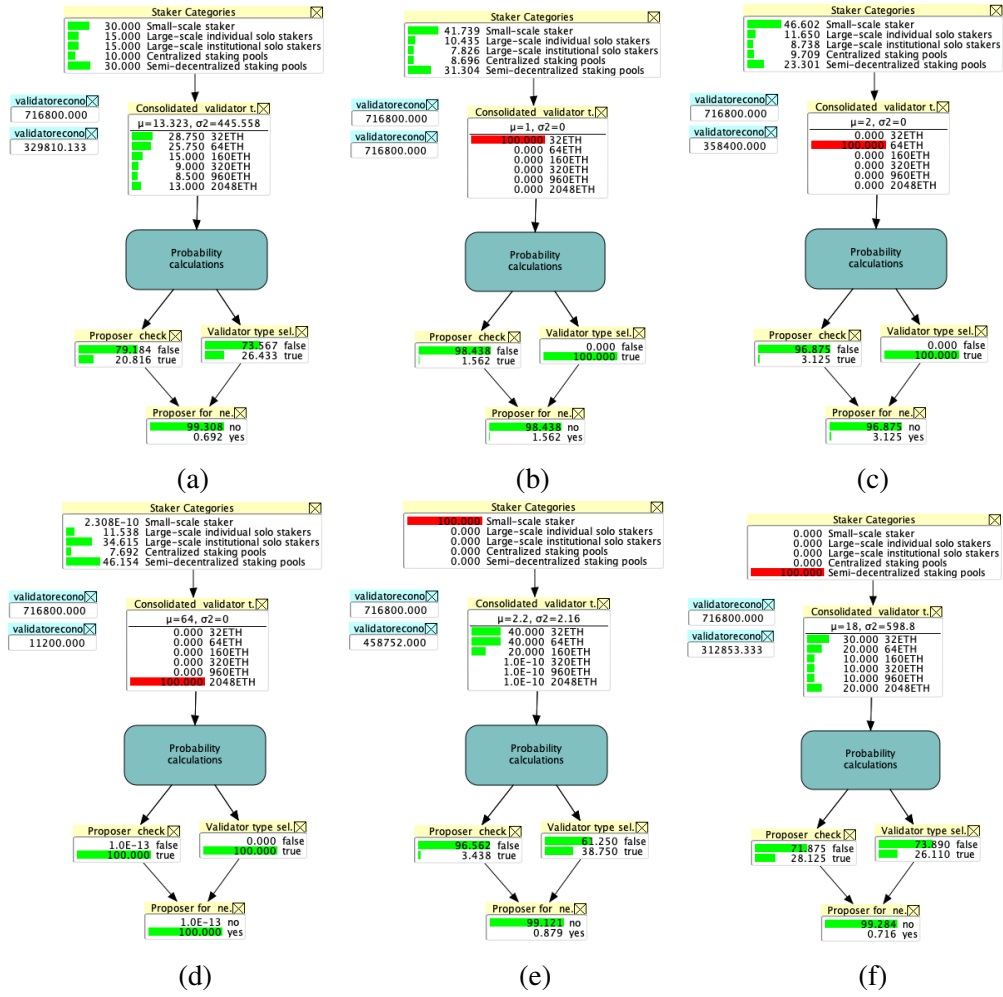 Staker Categories
30.000 Small-scale staker
15.000 Large-scale individual solo stakers
15.000 Large-scale institutional solo stakers
10.000 Centralized staking pools
30.000 Semi-decentralized staking pools
validatorecono
716800.000
validatorecono
329810.133
Consolidated validator t.
μ=13.323, σ2=445.558
28.750 32ETH
25.750 64ETH
15.000 160ETH
9.000 320ETH
8.500 960ETH
13.000 2048ETH
Probability
calculations
Proposer check
79.184 false
20.816 true
Validator type sel.
73.567 false
26.433 true
Proposer for ne.
99.308 no
0.692 yes
(a)
Staker Categories
41.739 Small-scale staker
10.435 Large-scale individual solo stakers
7.826 Large-scale institutional solo stakers
8.696 Centralized staking pools
31.304 Semi-decentralized staking pools
validatorecono
716800.000
validatorecono
716800.000
Consolidated validator t.
μ=1, σ2=0
100.000 32ETH
0.000 64ETH
0.000 160ETH
0.000 320ETH
0.000 960ETH
0.000 2048ETH
Probability
calculations
Proposer check
98.438 false
1.562 true
Validator type sel.
0.000 false
100.000 true
Proposer for ne.
98.438 no
1.562 yes
(b)
Staker Categories
46.602 Small-scale staker
11.650 Large-scale individual solo stakers
8.738 Large-scale institutional solo stakers
9.709 Centralized staking pools
23.301 Semi-decentralized staking pools
validatorecono
716800.000
validatorecono
358400.000
Consolidated validator t.
μ=2, σ2=0
0.000 32ETH
100.000 64ETH
0.000 160ETH
0.000 320ETH
0.000 960ETH
0.000 2048ETH
Probability
calculations
Proposer check
96.875 false
3.125 true
Validator type sel.
0.000 false
100.000 true
Proposer for ne.
96.875 no
3.125 yes
(c)
Staker Categories
2.308E-10 Small-scale staker
11.538 Large-scale individual solo stakers
34.615 Large-scale institutional solo stakers
7.692 Centralized staking pools
46.154 Semi-decentralized staking pools
validatorecono
716800.000
validatorecono
11200.000
Consolidated validator t.
μ=64, σ2=0
0.000 32ETH
0.000 64ETH
0.000 160ETH
0.000 320ETH
0.000 960ETH
100.000 2048ETH
Probability
calculations
Proposer check
1.0E-13 false
100.000 true
Validator type sel.
0.000 false
100.000 true
Proposer for ne.
1.0E-13 no
100.000 yes
(d)
Staker Categories
100.000 Small-scale staker
0.000 Large-scale individual solo stakers
0.000 Large-scale institutional solo stakers
0.000 Centralized staking pools
0.000 Semi-decentralized staking pools
validatorecono
716800.000
validatorecono
458752.000
Consolidated validator t.
μ=2.2, σ2=2.16
40.000 32ETH
40.000 64ETH
20.000 160ETH
1.0E-10 320ETH
1.0E-10 960ETH
1.0E-10 2048ETH
Probability
calculations
Proposer check
96.562 false
3.438 true
Validator type sel.
61.250 false
38.750 true
Proposer for ne.
99.121 no
0.879 yes
(e)
Staker Categories
0.000 Small-scale staker
0.000 Large-scale individual solo stakers
0.000 Large-scale institutional solo stakers
0.000 Centralized staking pools
100.000 Semi-decentralized staking pools
validatorecono
716800.000
validatorecono
312853.333
Consolidated validator t.
μ=18, σ2=598.8
30.000 32ETH
20.000 64ETH
10.000 160ETH
10.000 320ETH
10.000 960ETH
20.000 2048ETH
Probability
calculations
Proposer check
71.875 false
28.125 true
Validator type sel.
73.890 false
26.110 true
Proposer for ne.
99.284 no
0.716 yes
(f)